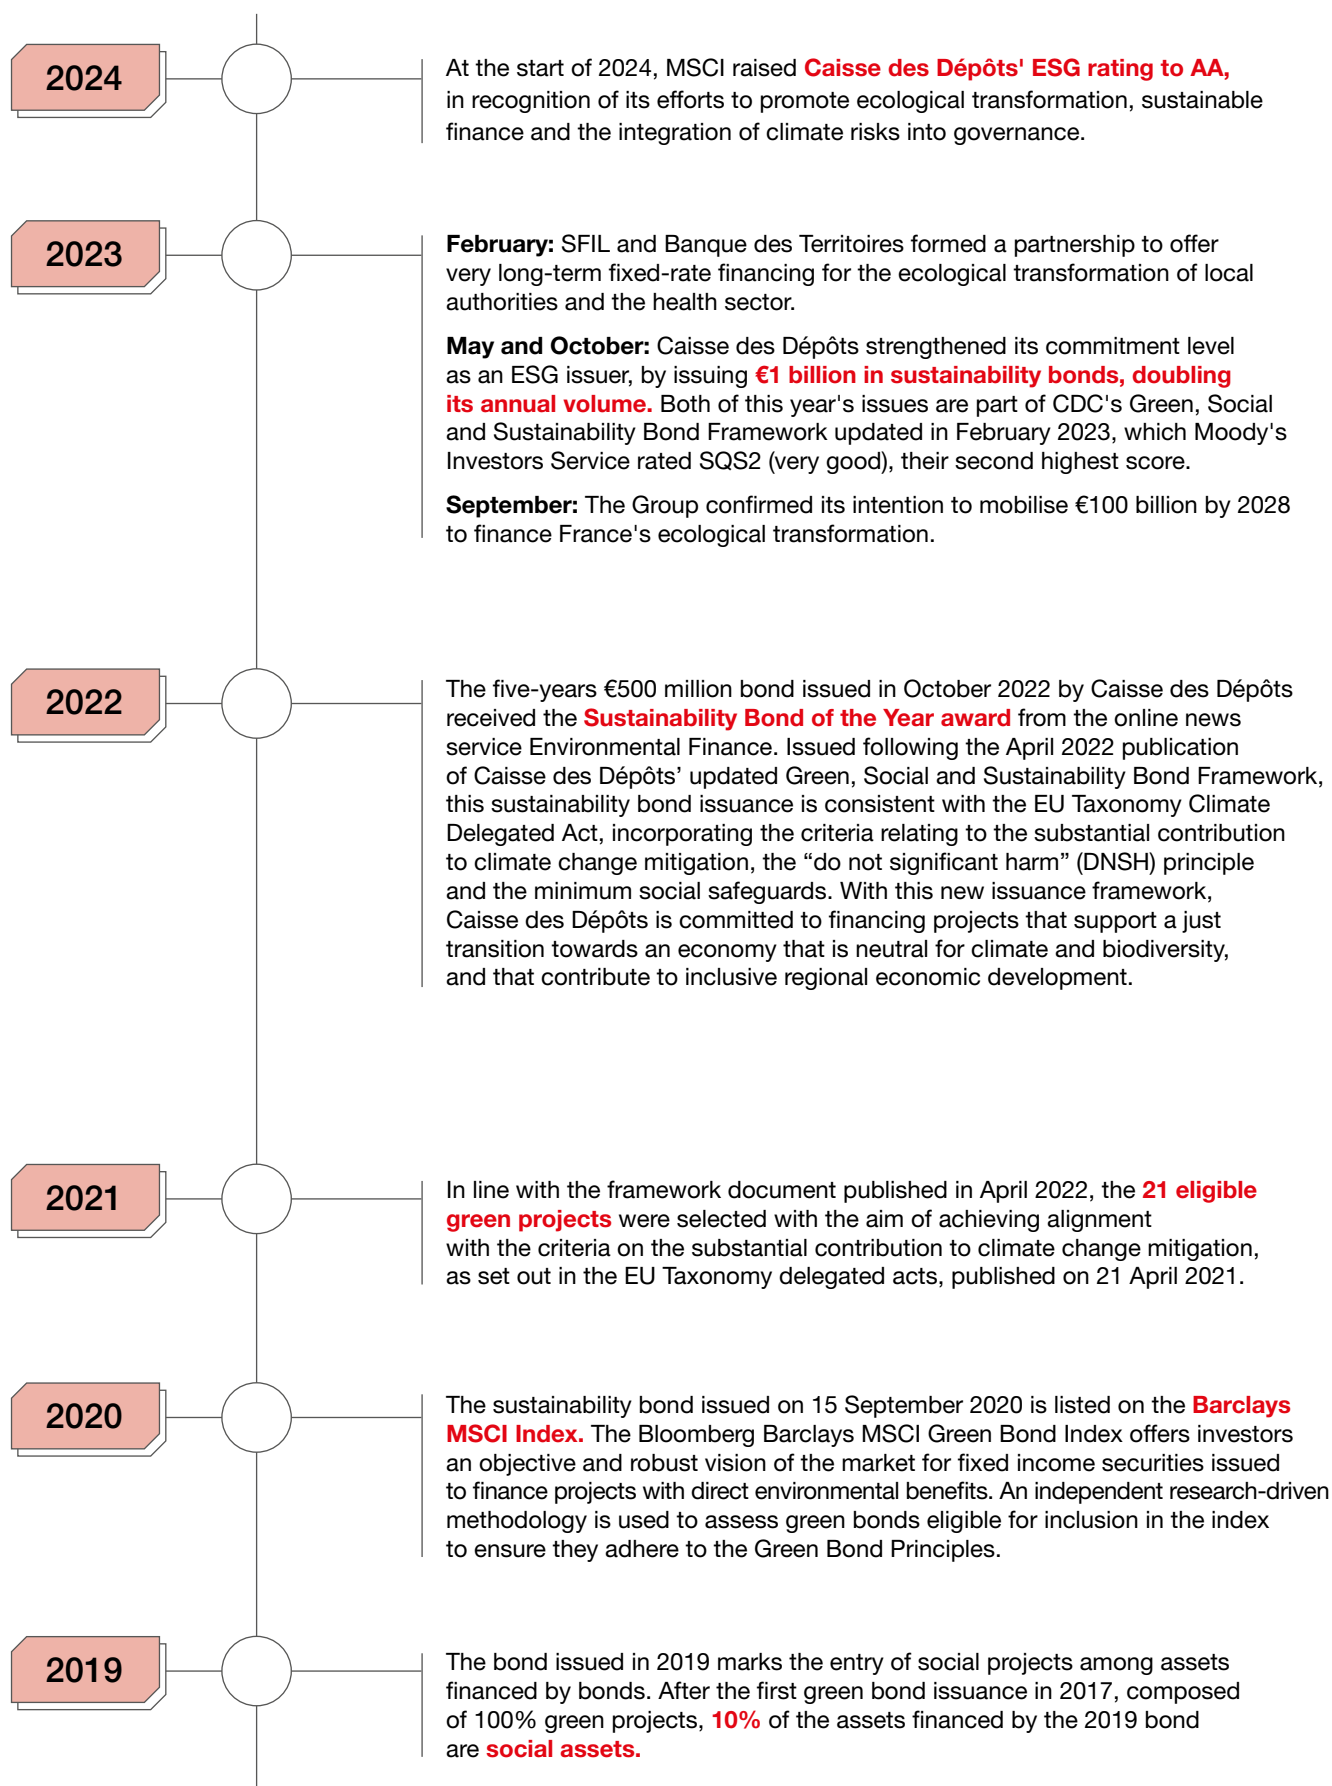 2024
At the start of 2024, MSCI raised Caisse des Dépôts' ESG rating to AA,
in recognition of its efforts to promote ecological transformation, sustainable
finance and the integration of climate risks into governance.
2023
February: SFIL and Banque des Territoires formed a partnership to offer
very long-term fixed-rate financing for the ecological transformation of local
authorities and the health sector.
May and October: Caisse des Dépôts strengthened its commitment level
as an ESG issuer, by issuing €1 billion in sustainability bonds, doubling
its annual volume. Both of this year's issues are part of CDC's Green, Social
and Sustainability Bond Framework updated in February 2023, which Moody's
Investors Service rated SQS2 (very good), their second highest score.
September: The Group confirmed its intention to mobilise €100 billion by 2028
to finance France's ecological transformation.
2022
The five-years €500 million bond issued in October 2022 by Caisse des Dépôts
received the Sustainability Bond of the Year award from the online news
service Environmental Finance. Issued following the April 2022 publication
of Caisse des Dépôts’ updated Green, Social and Sustainability Bond Framework,
this sustainability bond issuance is consistent with the EU Taxonomy Climate
Delegated Act, incorporating the criteria relating to the substantial contribution
to climate change mitigation, the “do not significant harm” (DNSH) principle
and the minimum social safeguards. With this new issuance framework,
Caisse des Dépôts is committed to financing projects that support a just
transition towards an economy that is neutral for climate and biodiversity,
and that contribute to inclusive regional economic development.
2021
In line with the framework document published in April 2022, the 21 eligible
green projects were selected with the aim of achieving alignment
with the criteria on the substantial contribution to climate change mitigation,
as set out in the EU Taxonomy delegated acts, published on 21 April 2021.
2020
The sustainability bond issued on 15 September 2020 is listed on the Barclays
MSCI Index. The Bloomberg Barclays MSCI Green Bond Index offers investors
an objective and robust vision of the market for fixed income securities issued
to finance projects with direct environmental benefits. An independent research-driven
methodology is used to assess green bonds eligible for inclusion in the index
to ensure they adhere to the Green Bond Principles.
2019
The bond issued in 2019 marks the entry of social projects among assets
financed by bonds. After the first green bond issuance in 2017, composed
of 100% green projects, 10% of the assets financed by the 2019 bond
are social assets.